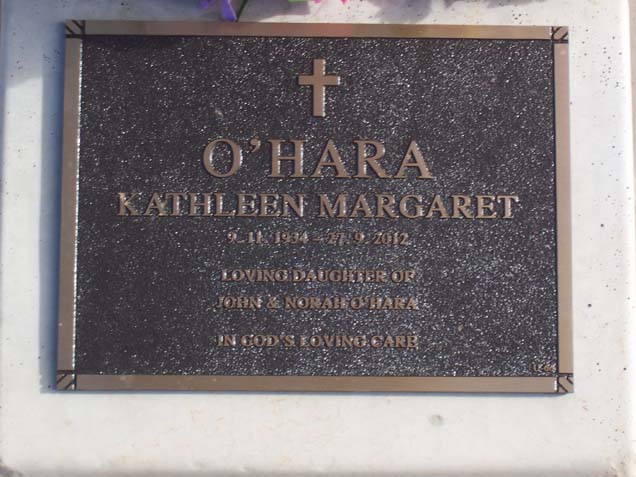 O'HARA
KATHLEEN MARGARET
9. 11. 1934 – 27. 9. 2012
LOVING DAUGHTER OF
JOHN & NORAH O'HARA
IN GOD'S LOVING CARE